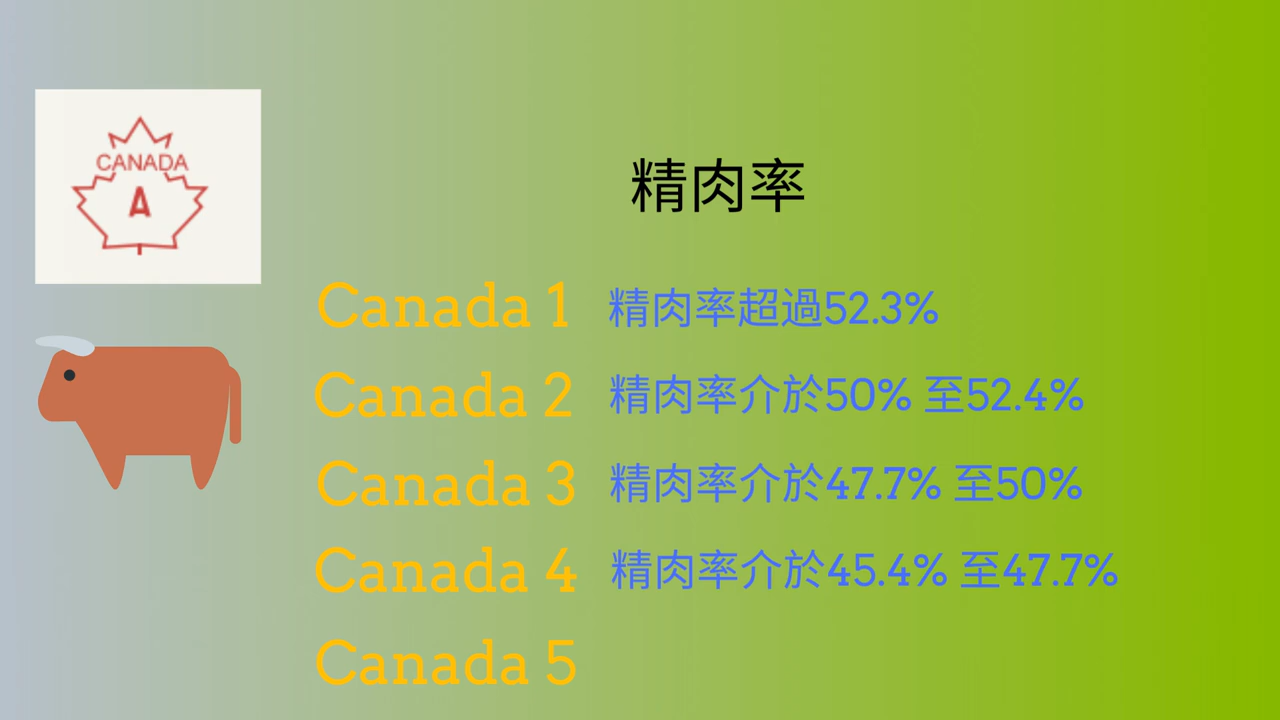 CANADA
A
精肉率
Canada 1 精肉率超過52.3%
Canada 2 精肉率介於50% 至52.4%
Canada 3 精肉率介於47.7% 至50%
Canada 4 精肉率介於45.4% 至47.7%
Canada 5